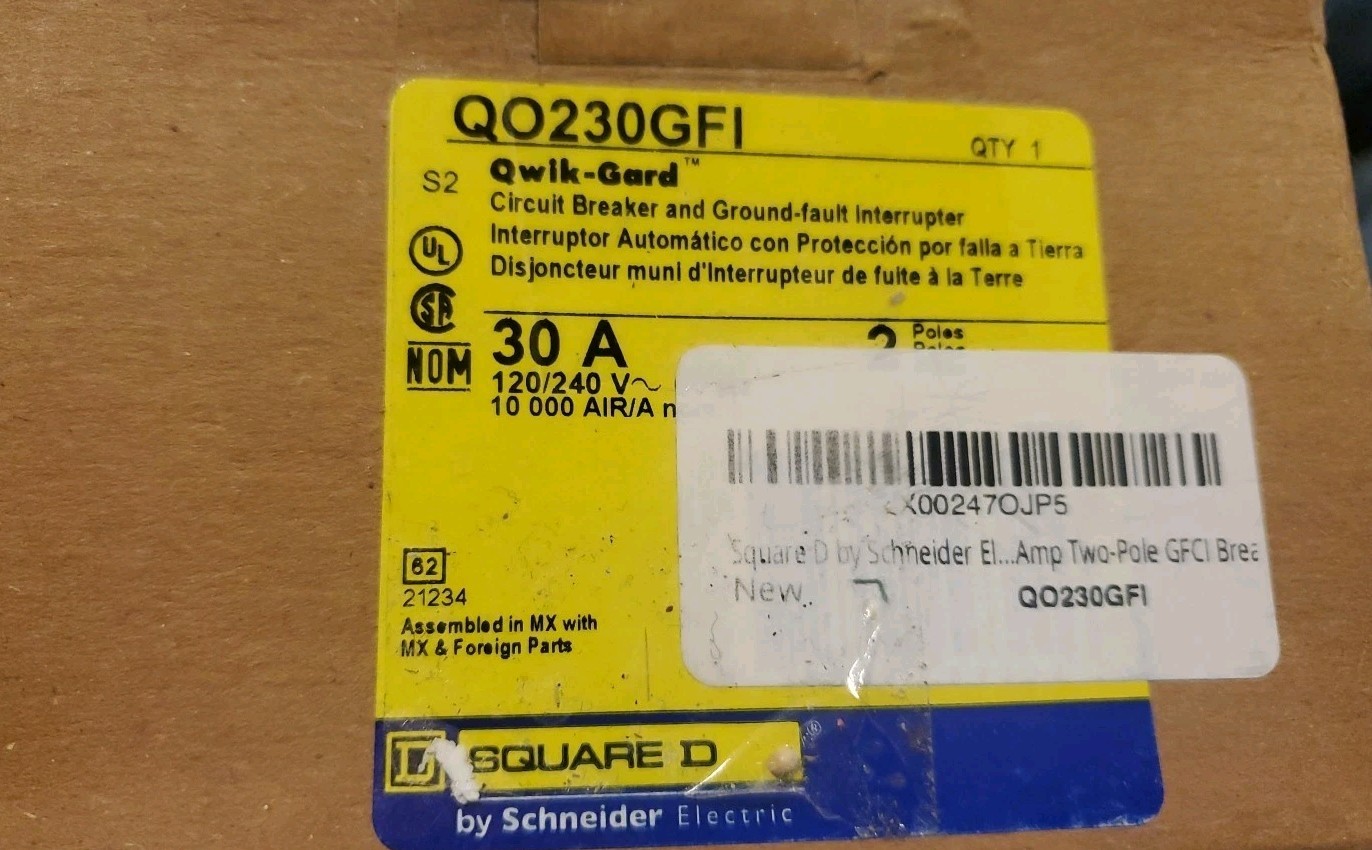 QO230GFI
QTY 1
S2
Qwik-Gard™
Circuit Breaker and Ground-fault Interrupter
Interruptor Automático con Protección por falla a Tierra
Disjoncteur muni d'Interrupteur de fuite à la Terre
UL
SA
NOM
30 A
120/240 V~
10 000 AIR/A
2 Poles
X00247OJP5
Square D by Schneider El...Amp Two-Pole GFCI Brea
New
QO230GFI
62
21234
Assembled in MX with
MX & Foreign Parts
D SQUARE D ®
by Schneider Electric